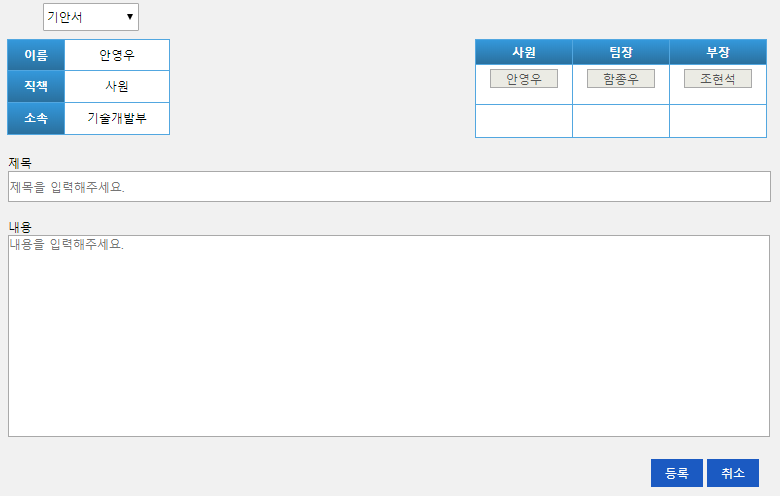 기안서
이름 안영우
직책 사원
소속 기술개발부
사원 팀장 부장
안영우 함종우 조현석
제목
제목을 입력해주세요.
내용
내용을 입력해주세요.
등록 취소